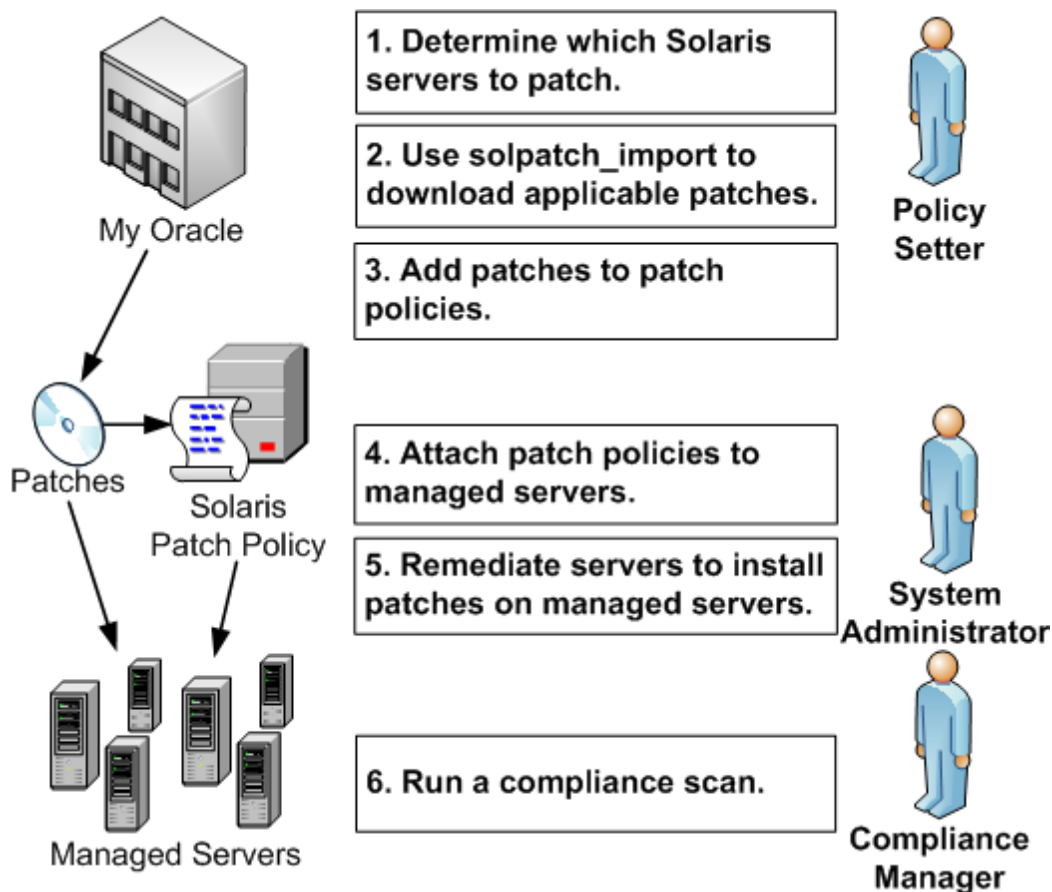 1. Determine which Solaris
servers to patch.
2. Use solpatch_import to
download applicable patches.
3. Add patches to patch
policies.
Policy
Setter
My Oracle
Patches
Solaris
Patch Policy
4. Attach patch policies to
managed servers.
5. Remediate servers to install
patches on managed servers.
System
Administrator
6. Run a compliance scan.
Managed Servers
Compliance
Manager